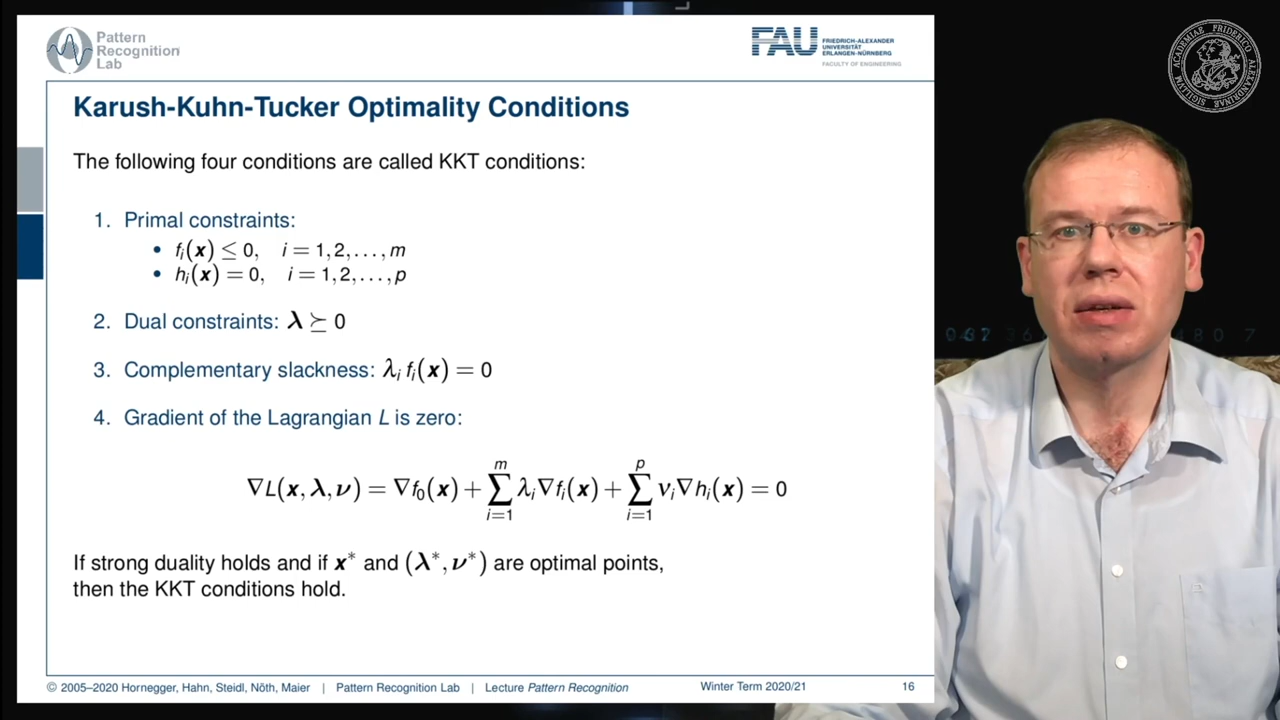 Pattern
Recognition
Lab
FAU
FRIEDRICH-ALEXANDER
UNIVERSITÄT
ERLANGEN-NÜRNBERG
FACULTY OF ENGINEERING
Karush-Kuhn-Tucker Optimality Conditions
The following four conditions are called KKT conditions:
1. Primal constraints:
• fᵢ(x) ≤ 0, i = 1, 2, . . . , m
• hᵢ(x) = 0, i = 1, 2, . . . , p
2. Dual constraints: λ ⪰ 0
3. Complementary slackness: λᵢ fᵢ(x) = 0
4. Gradient of the Lagrangian L is zero:
∇L(x, λ, ν) = ∇f₀(x) + ∑ᵢ₌₁ᵐ λᵢ∇fᵢ(x) + ∑ᵢ₌₁ᵖ νᵢ∇hᵢ(x) = 0
If strong duality holds and if x* and (λ*, ν*) are optimal points,
then the KKT conditions hold.
© 2005–2020 Hornegger, Hahn, Steidl, Nöth, Maier | Pattern Recognition Lab | Lecture Pattern Recognition Winter Term 2020/21 16